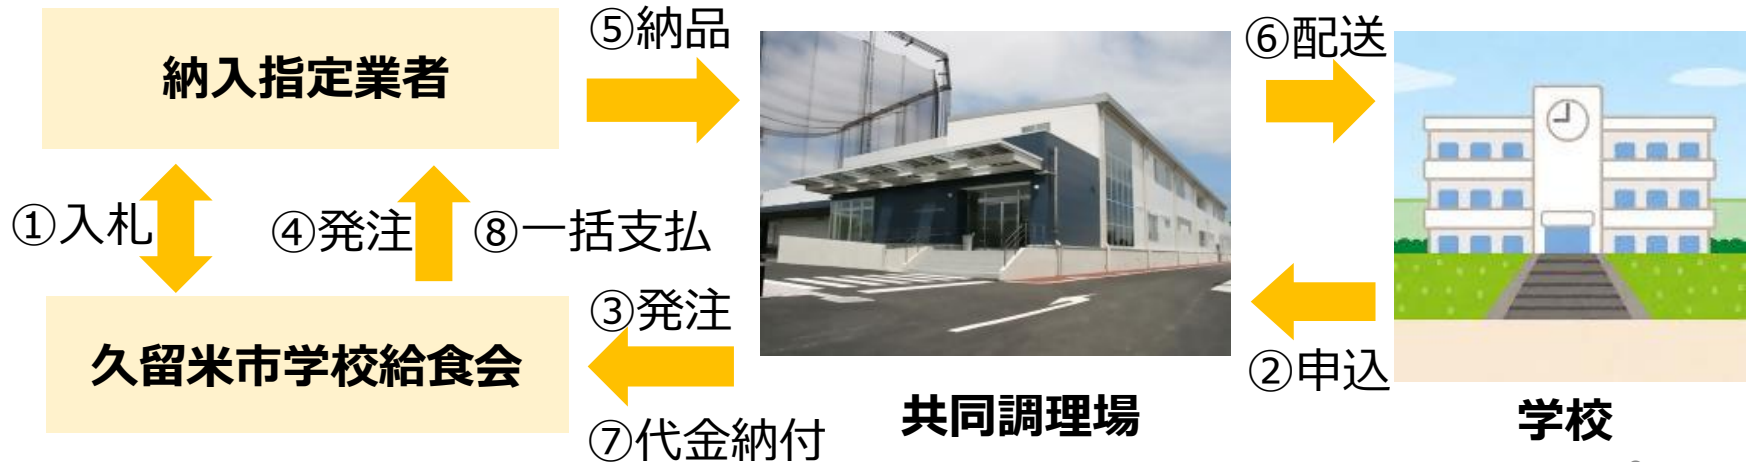 ⑤納品
⑥配送
納入指定業者
①入札
④発注
⑧一括支払
③発注
②申込
久留米市学校給食会
共同調理場
学校
⑦代金納付